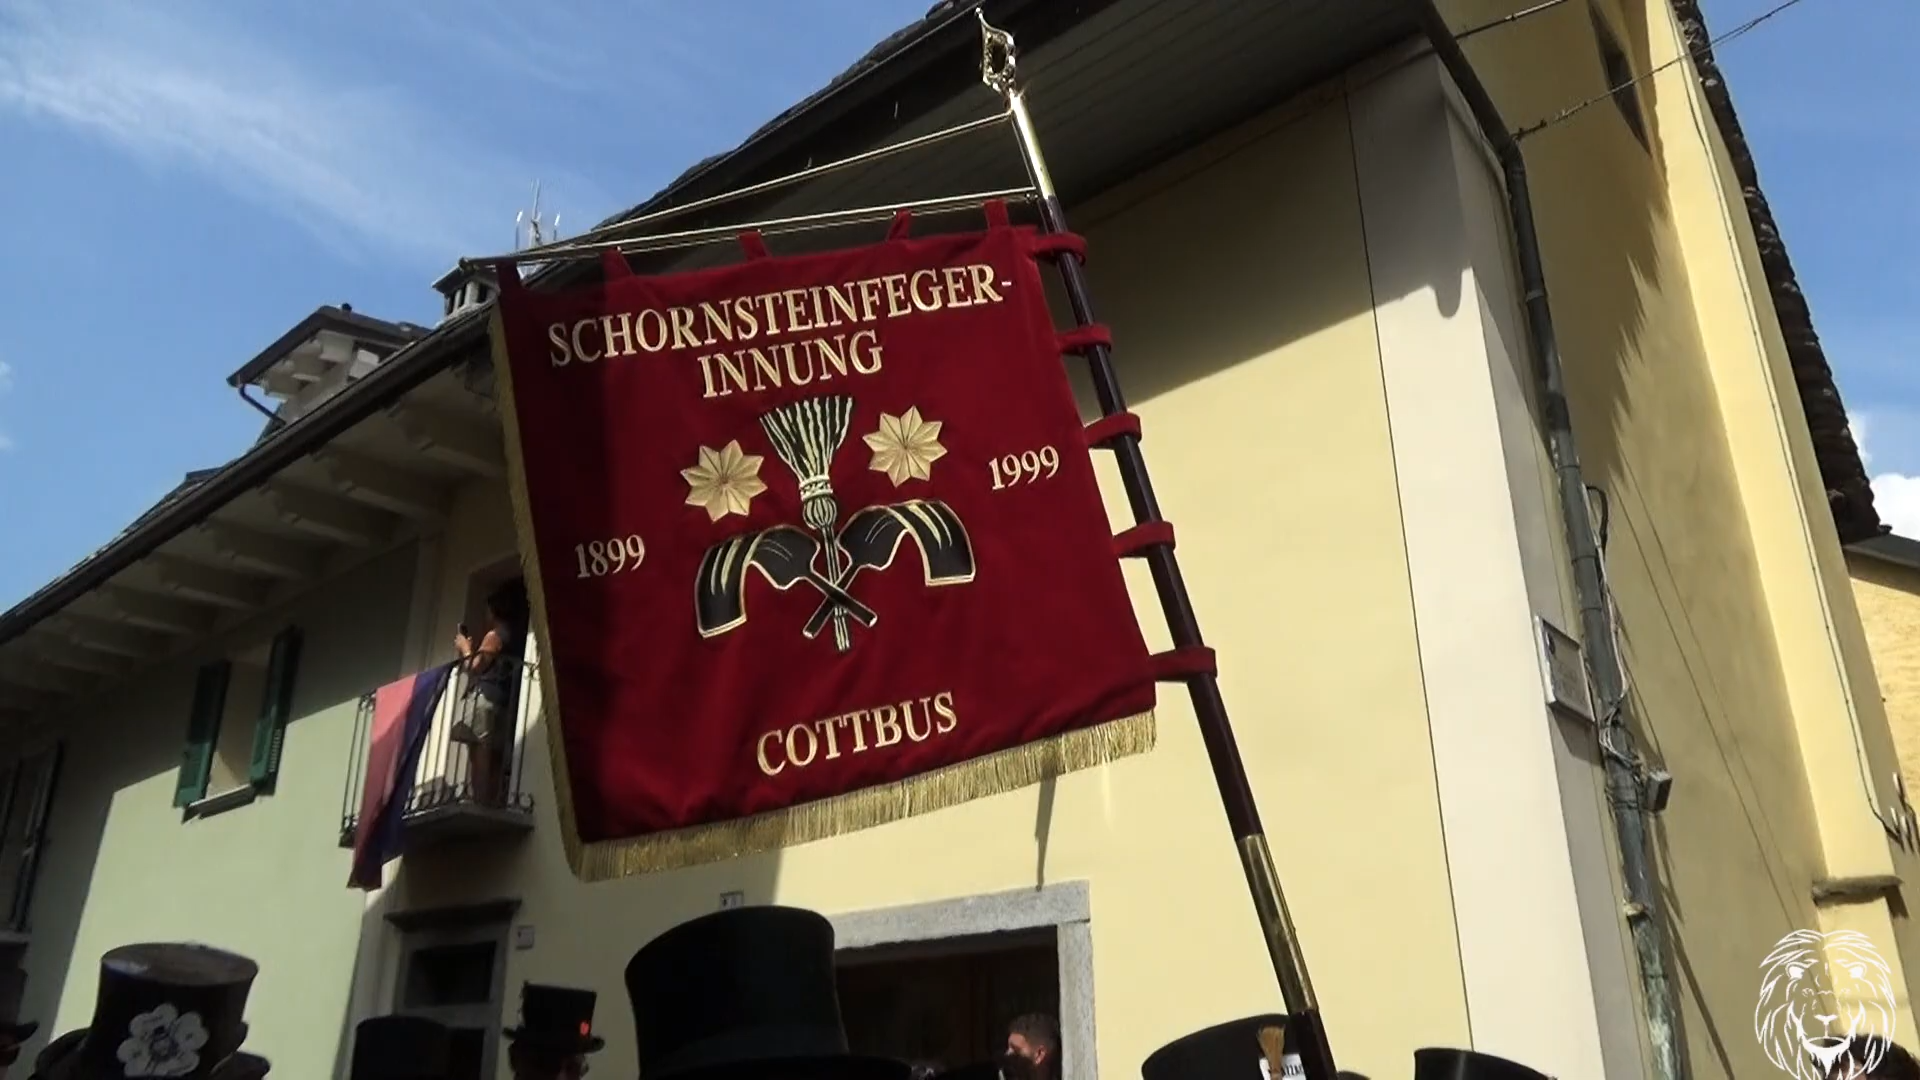 SCHORNSTEINFEGER-
INNUNG
1899
1999
COTTBUS